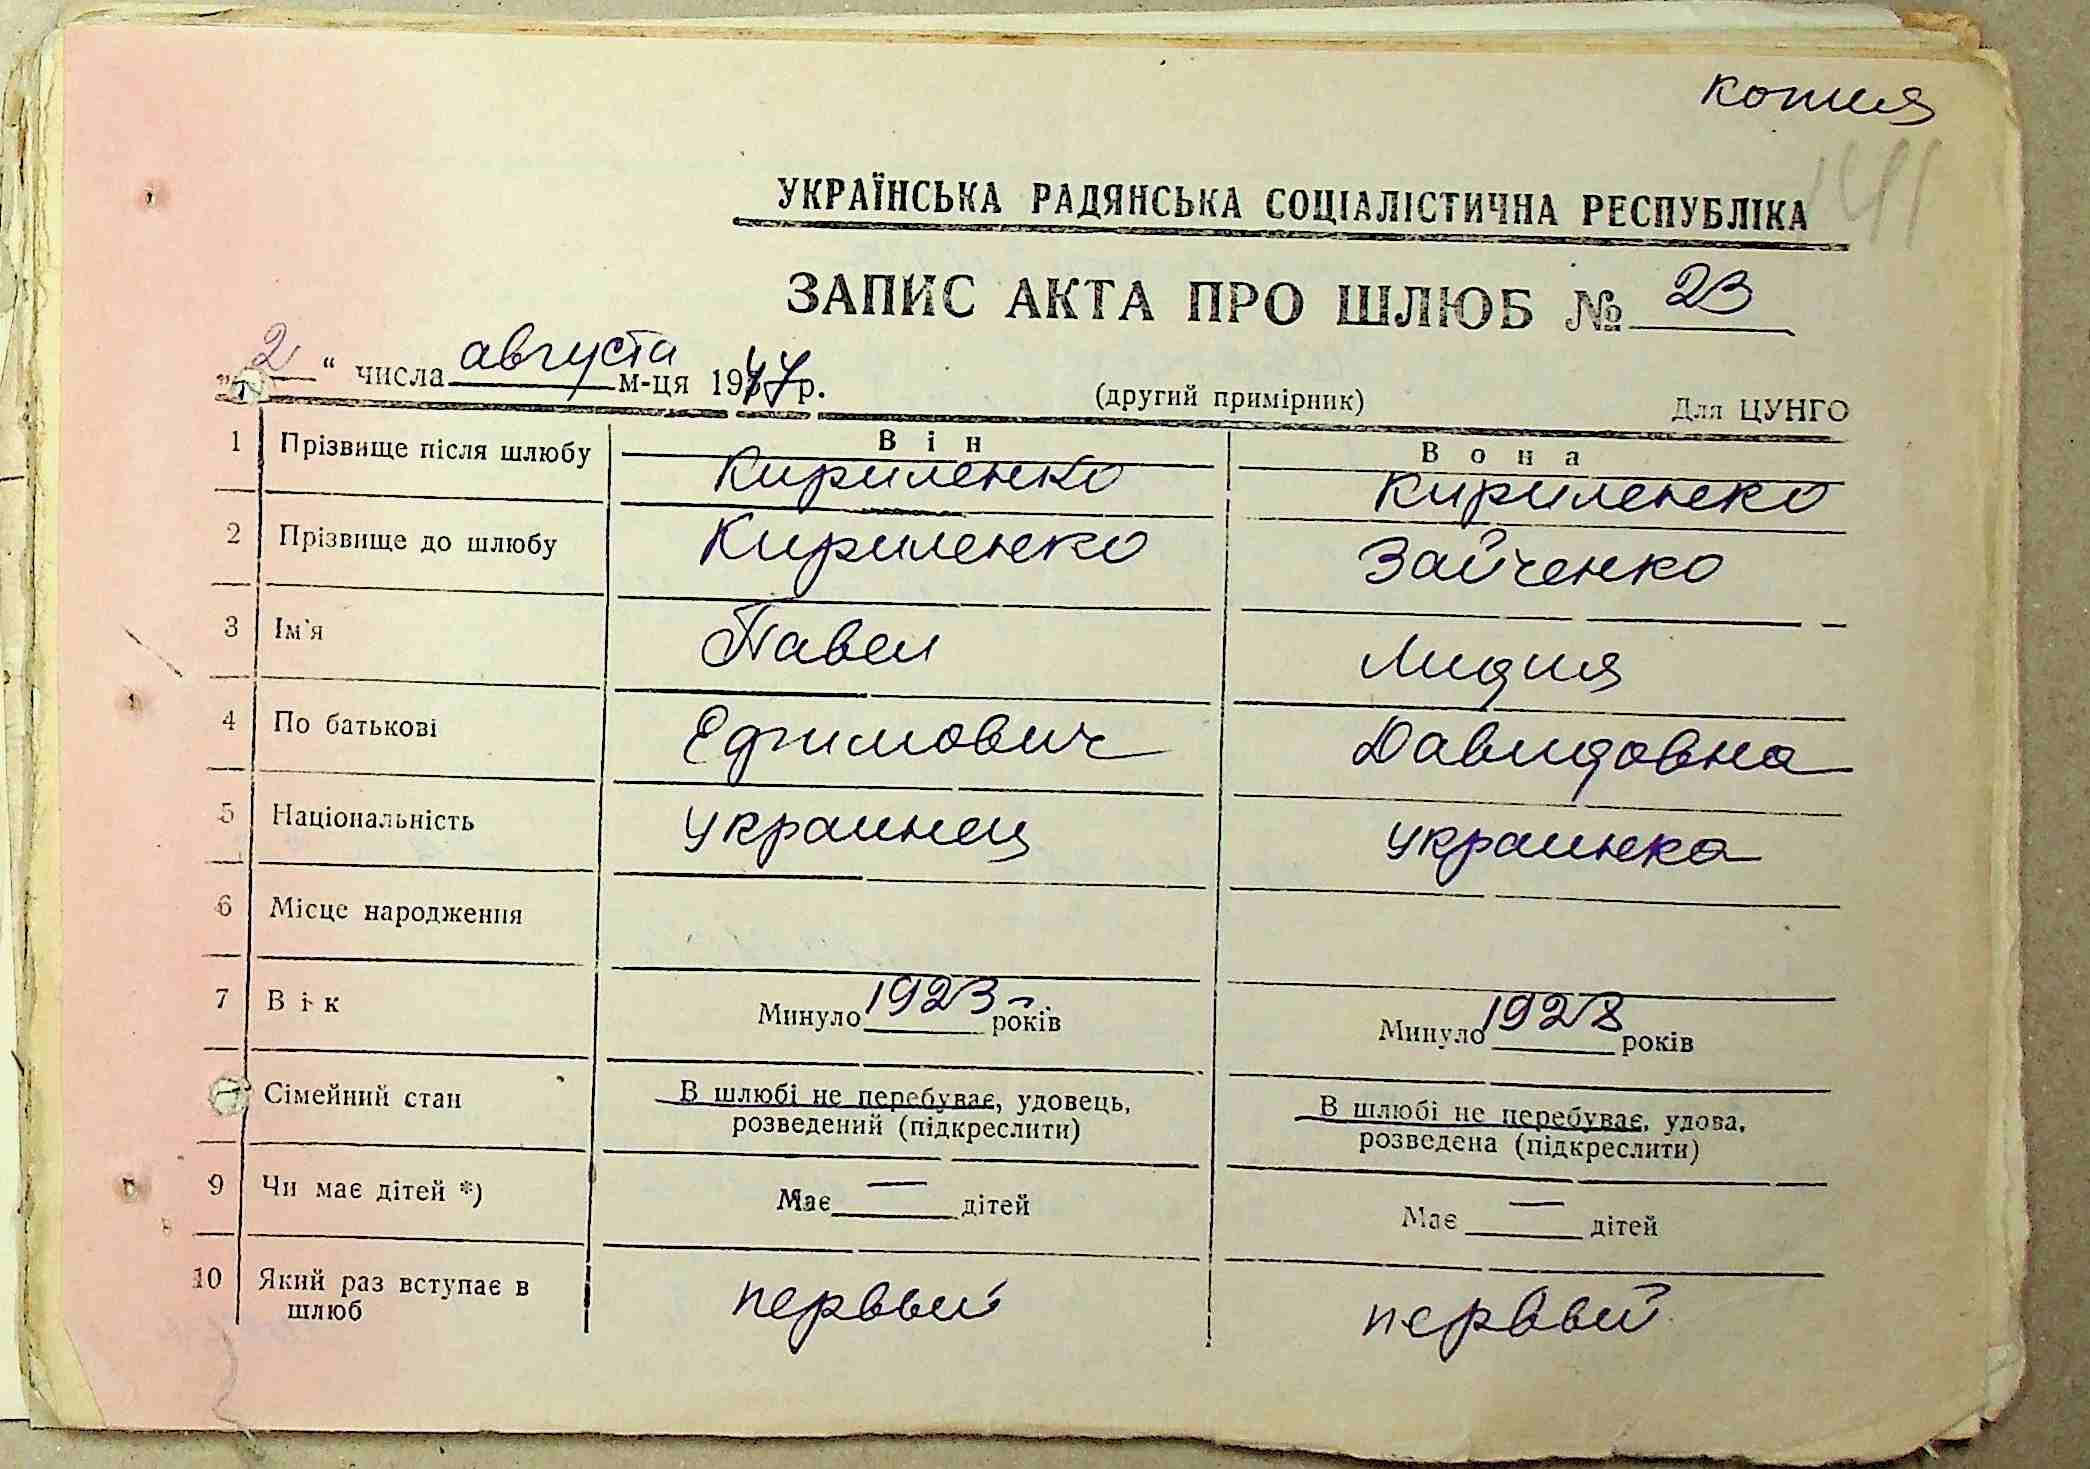 копия
141
УКРАЇНСЬКА РАДЯНСЬКА СОЦІАЛІСТИЧНА РЕСПУБЛІКА
ЗАПИС АКТА ПРО ШЛЮБ № 23
„2“ числа августа м-ця 1947 р. (другий примірник) Для ЦУНГО
Він Вона
1 Прізвище після шлюбу Кириленко Кириленко
2 Прізвище до шлюбу Кириленко Зайченко
3 Ім'я Павел Лидия
4 По батькові Ефимович Давидовна
5 Національність украинец украинка
6 Місце народження
7 Вік Минуло 1923 років Минуло 1928 років
Сімейний стан В шлюбі не перебуває, удовець, В шлюбі не перебуває, удова,
розведений (підкреслити) розведена (підкреслити)
9 Чи має дітей *) Має — дітей Має — дітей
10 Який раз вступає в первый первый
шлюб